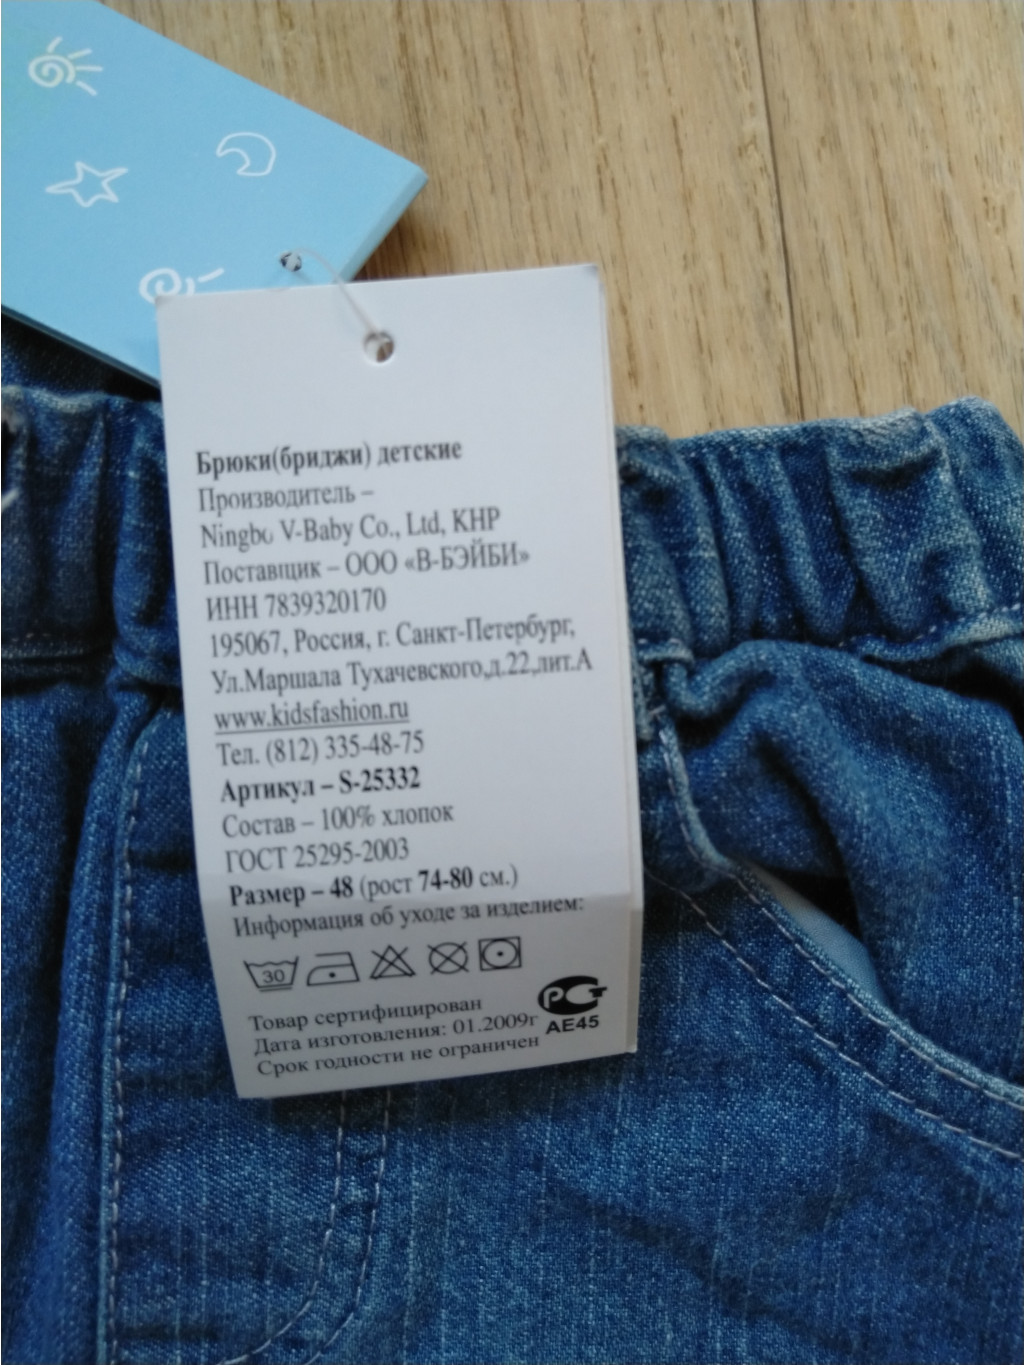 Брюки(бриджи) детские
Производитель –
Ningbo V-Baby Co., Ltd, КНР
Поставщик – ООО «В-БЭЙБИ»
ИНН 7839320170
195067, Россия, г. Санкт-Петербург,
Ул.Маршала Тухачевского,д.22,лит.А
www.kidsfashion.ru
Тел. (812) 335-48-75
Артикул – S-25332
Состав – 100% хлопок
ГОСТ 25295-2003
Размер – 48 (рост 74-80 см.)
Информация об уходе за изделием:
30
Товар сертифицирован
Дата изготовления: 01.2009г
Срок годности не ограничен
РСТ
АЕ45